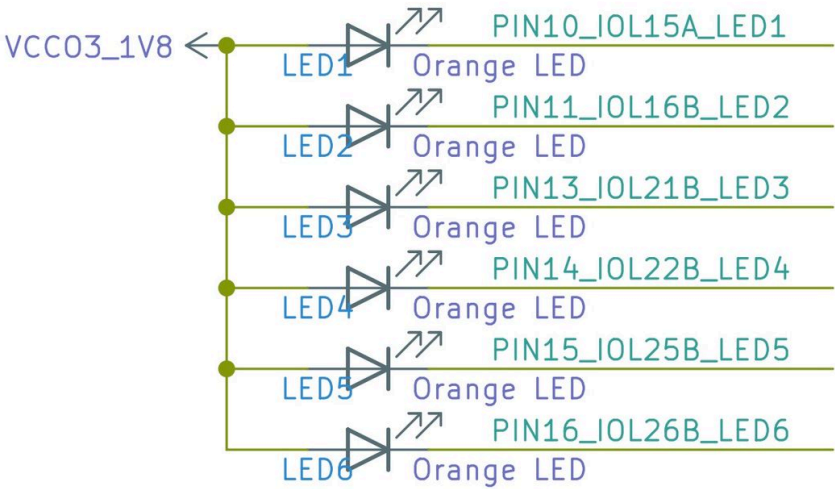 PIN10_IOL15A_LED1
VCCO3_1V8
LED1 Orange LED
PIN11_IOL16B_LED2
LED2 Orange LED
PIN13_IOL21B_LED3
LED3 Orange LED
PIN14_IOL22B_LED4
LED4 Orange LED
PIN15_IOL25B_LED5
LED5 Orange LED
PIN16_IOL26B_LED6
LED6 Orange LED